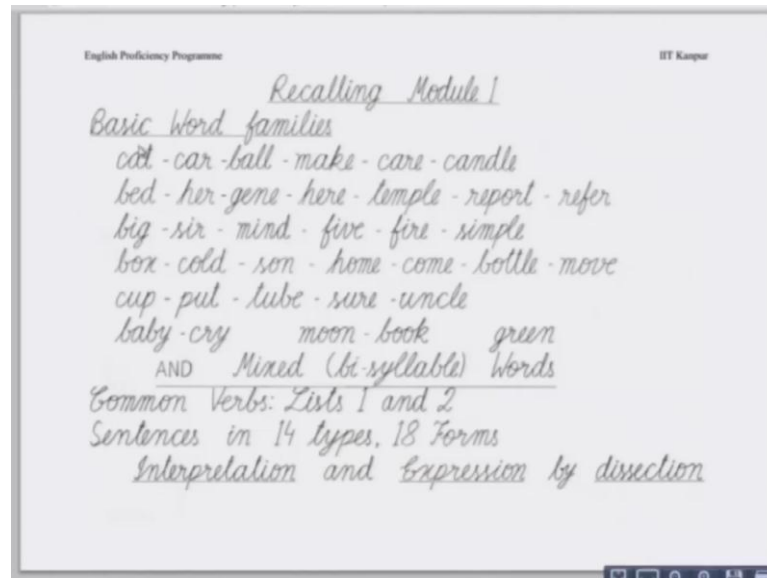 English Proficiency Programme IIT Kanpur
Recalling Module 1
Basic Word families
cat - car - ball - make - care - candle
bed - her - gene - here - temple - report - refer
big - sir - mind - five - fire - simple
box - cold - son - home - come - bottle - move
cup - put - tube - sure - uncle
baby - cry moon - book green
AND Mixed (bi-syllable) Words
Common Verbs: Lists 1 and 2
Sentences in 14 types, 18 Forms
Interpretation and Expression by dissection